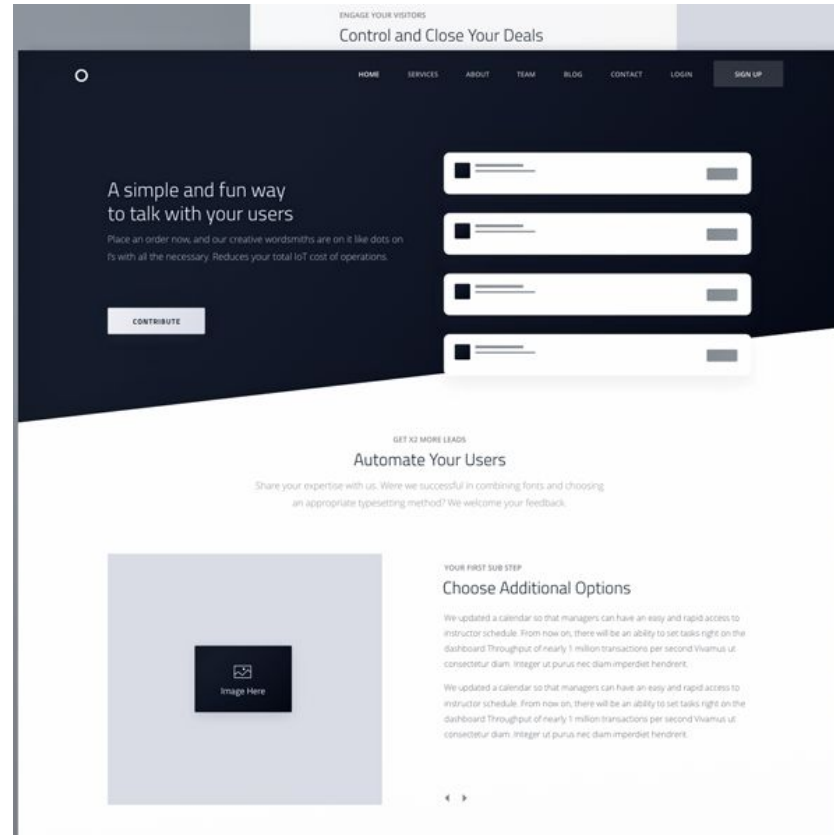 ENGAGE YOUR VISITORS
Control and Close Your Deals
HOME SERVICES ABOUT TEAM BLOG CONTACT LOGIN SIGN UP
A simple and fun way
to talk with your users
Place an order now, and our creative wordsmiths are on it like dots on
I's with all the necessary. Reduces your total IoT cost of operations.
CONTRIBUTE
GET X2 MORE LEADS
Automate Your Users
Share your expertise with us. Were we successful in combining fonts and choosing
an appropriate typesetting method? We welcome your feedback.
Image Here
YOUR FIRST SUB STEP
Choose Additional Options
We updated a calendar so that managers can have an easy and rapid access to
instructor schedule. From now on, there will be an ability to set tasks right on the
dashboard Throughput of nearly 1 million transactions per second Vivamus ut
consectetur diam. Integer ut purus nec diam imperdiet hendrerit.
We updated a calendar so that managers can have an easy and rapid access to
instructor schedule. From now on, there will be an ability to set tasks right on the
dashboard Throughput of nearly 1 million transactions per second Vivamus ut
consectetur diam. Integer ut purus nec diam imperdiet hendrerit.